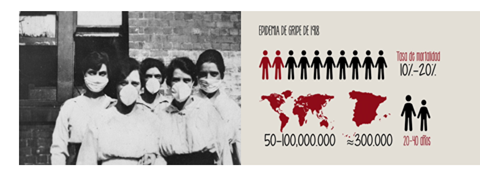 EPIDEMIA DE GRIPE DE 1918
Tasa de mortalidad
10%-20%
50-100.000.000
≈300.000
20-40 años